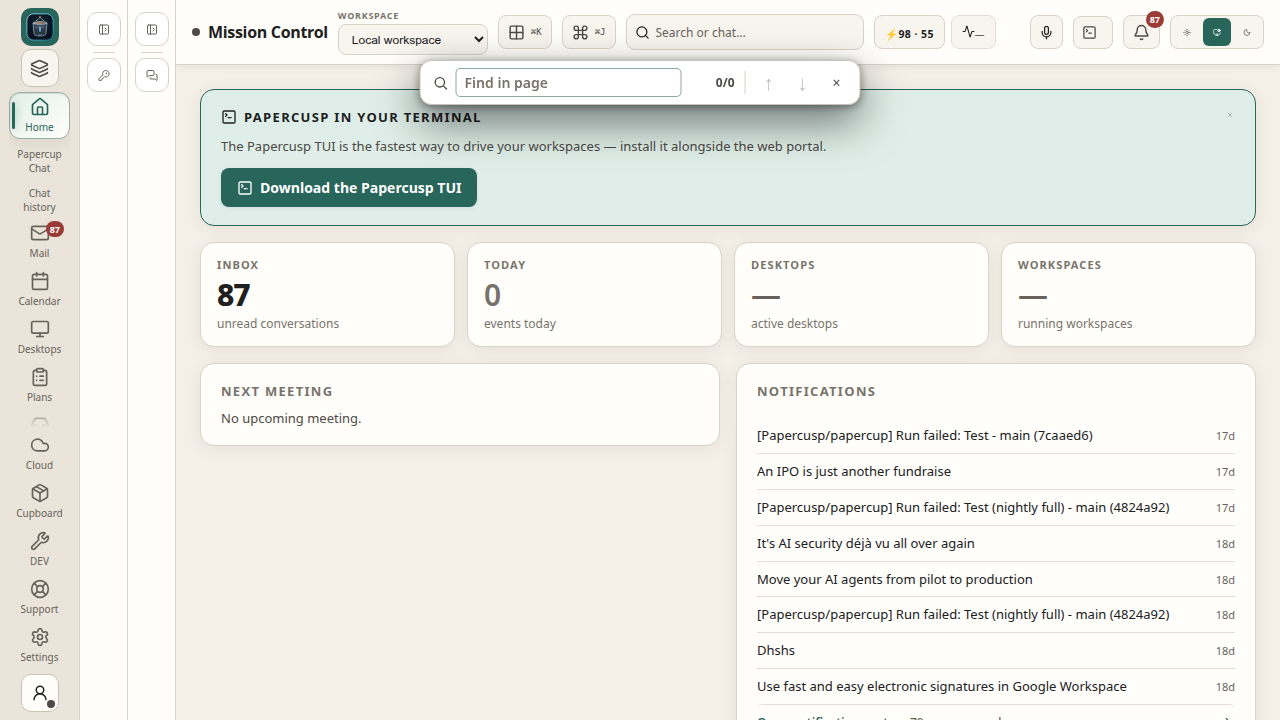 Mission Control
WORKSPACE
Local workspace
⌘K
⌘J
Search or chat...
⚡98 · 55
—
87
Find in page
0/0
↑
↓
×
Home
Papercup
Chat
Chat
history
87
Mail
Calendar
Desktops
Plans
Cloud
Cupboard
DEV
Support
Settings
PAPERCUSP IN YOUR TERMINAL
×
The Papercusp TUI is the fastest way to drive your workspaces — install it alongside the web portal.
Download the Papercusp TUI
INBOX
87
unread conversations
TODAY
0
events today
DESKTOPS
—
active desktops
WORKSPACES
—
running workspaces
NEXT MEETING
No upcoming meeting.
NOTIFICATIONS
[Papercusp/papercup] Run failed: Test - main (7caaed6) 17d
An IPO is just another fundraise 17d
[Papercusp/papercup] Run failed: Test (nightly full) - main (4824a92) 17d
It's AI security déjà vu all over again 18d
Move your AI agents from pilot to production 18d
[Papercusp/papercup] Run failed: Test (nightly full) - main (4824a92) 18d
Dhshs 18d
Use fast and easy electronic signatures in Google Workspace 18d